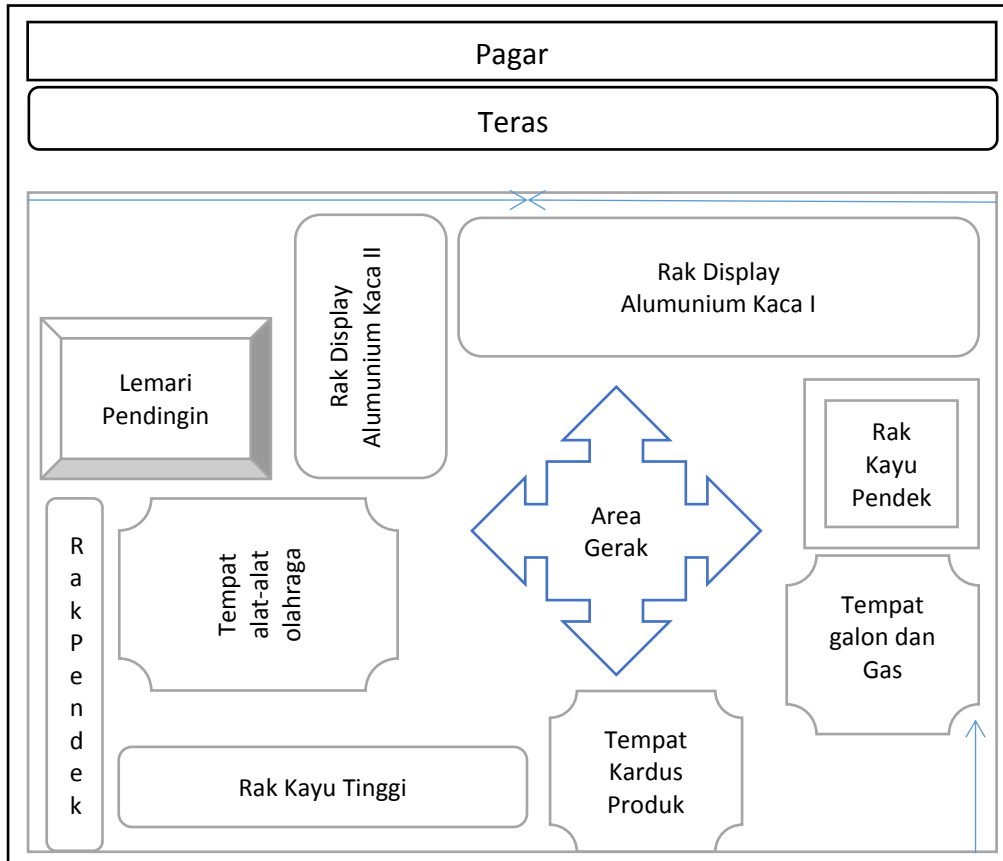 Pagar
Teras
Rak Display
Alumunium Kaca II
Rak Display
Alumunium Kaca I
Lemari
Pendingin
Rak
Kayu
Pendek
Area
Gerak
R
a
k
P
e
n
d
e
k
Tempat
alat-alat
olahraga
Tempat
galon dan
Gas
Rak Kayu Tinggi
Tempat
Kardus
Produk